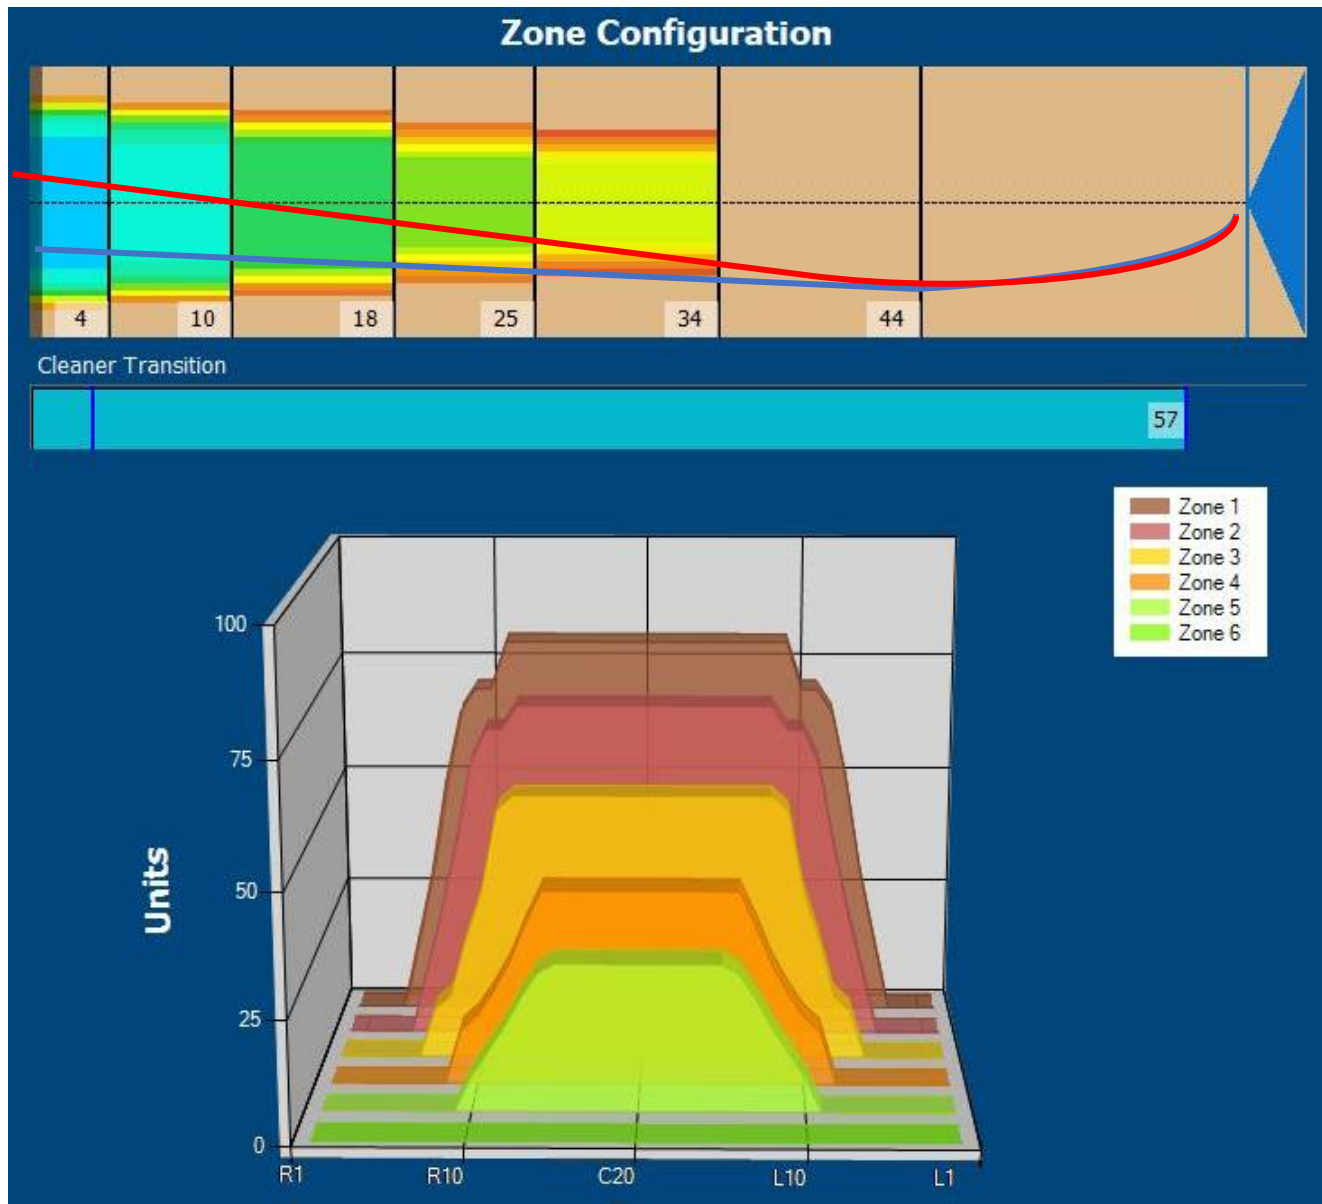 Zone Configuration
4 10 18 25 34 44
Cleaner Transition
57
Zone 1
Zone 2
Zone 3
Zone 4
Zone 5
Zone 6
100
75
50
25
0
Units
R1 R10 C20 L10 L1